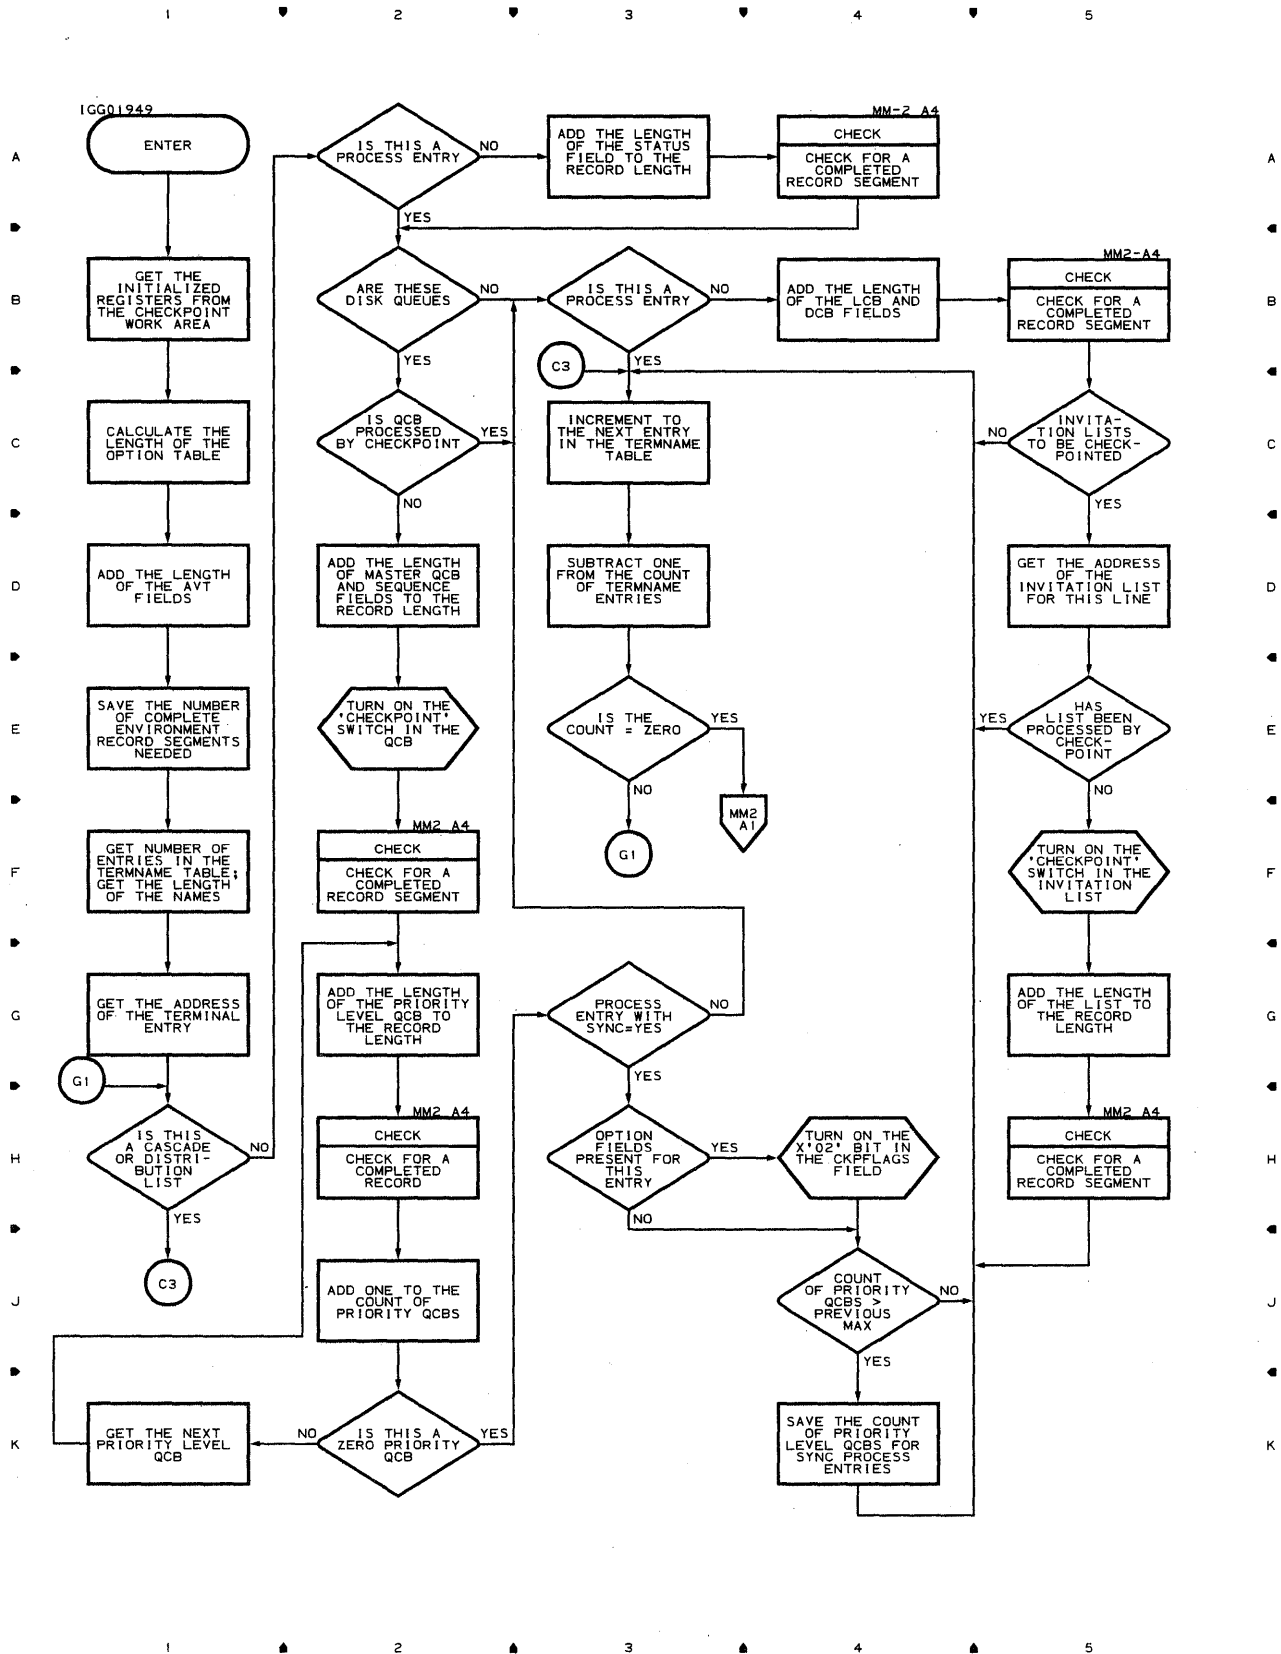 1 2 3 4 5
IGG01949
A
ENTER
IS THIS A
PROCESS ENTRY
NO
YES
ADD THE LENGTH
OF THE STATUS
FIELD TO THE
RECORD LENGTH
MM-2 A4
CHECK
CHECK FOR A
COMPLETED
RECORD SEGMENT
A
B
GET THE
INITIALIZED
REGISTERS FROM
THE CHECKPOINT
WORK AREA
ARE THESE
DISK QUEUES
NO
YES
IS THIS A
PROCESS ENTRY
NO
YES
ADD THE LENGTH
OF THE LCB AND
DCB FIELDS
MM2-A4
CHECK
CHECK FOR A
COMPLETED
RECORD SEGMENT
B
C3
C
CALCULATE THE
LENGTH OF THE
OPTION TABLE
IS QCB
PROCESSED
BY CHECKPOINT
YES
NO
INCREMENT TO
THE NEXT ENTRY
IN THE TERMNAME
TABLE
NO
INVITA-
TION LISTS
TO BE CHECK-
POINTED
YES
C
D
ADD THE LENGTH
OF THE AVT
FIELDS
ADD THE LENGTH
OF MASTER QCB
AND SEQUENCE
FIELDS TO THE
RECORD LENGTH
SUBTRACT ONE
FROM THE COUNT
OF TERMNAME
ENTRIES
GET THE ADDRESS
OF THE
INVITATION LIST
FOR THIS LINE
D
E
SAVE THE NUMBER
OF COMPLETE
ENVIRONMENT
RECORD SEGMENTS
NEEDED
TURN ON THE
'CHECKPOINT'
SWITCH IN THE
QCB
IS THE
COUNT = ZERO
YES
NO
YES
HAS
LIST BEEN
PROCESSED BY
CHECK-
POINT
NO
E
MM2
A1
G1
F
GET NUMBER OF
ENTRIES IN THE
TERMNAME TABLE;
GET THE LENGTH
OF THE NAMES
MM2 A4
CHECK
CHECK FOR A
COMPLETED
RECORD SEGMENT
TURN ON THE
'CHECKPOINT'
SWITCH IN THE
INVITATION
LIST
F
G
GET THE ADDRESS
OF THE TERMINAL
ENTRY
ADD THE LENGTH
OF THE PRIORITY
LEVEL QCB TO
THE RECORD
LENGTH
PROCESS
ENTRY WITH
SYNC=YES
NO
YES
ADD THE LENGTH
OF THE LIST TO
THE RECORD
LENGTH
G
G1
H
IS THIS
A CASCADE
OR DISTRI-
BUTION
LIST
NO
YES
MM2 A4
CHECK
CHECK FOR A
COMPLETED
RECORD
OPTION
FIELDS
PRESENT FOR
THIS
ENTRY
YES
NO
TURN ON THE
X'02' BIT IN
THE CKPFLAGS
FIELD
MM2 A4
CHECK
CHECK FOR A
COMPLETED
RECORD SEGMENT
H
J
C3
ADD ONE TO THE
COUNT OF
PRIORITY QCBS
COUNT
OF PRIORITY
QCBS >
PREVIOUS
MAX
NO
YES
J
K
GET THE NEXT
PRIORITY LEVEL
QCB
NO
IS THIS A
ZERO PRIORITY
QCB
YES
SAVE THE COUNT
OF PRIORITY
LEVEL QCBS FOR
SYNC PROCESS
ENTRIES
K
1 2 3 4 5